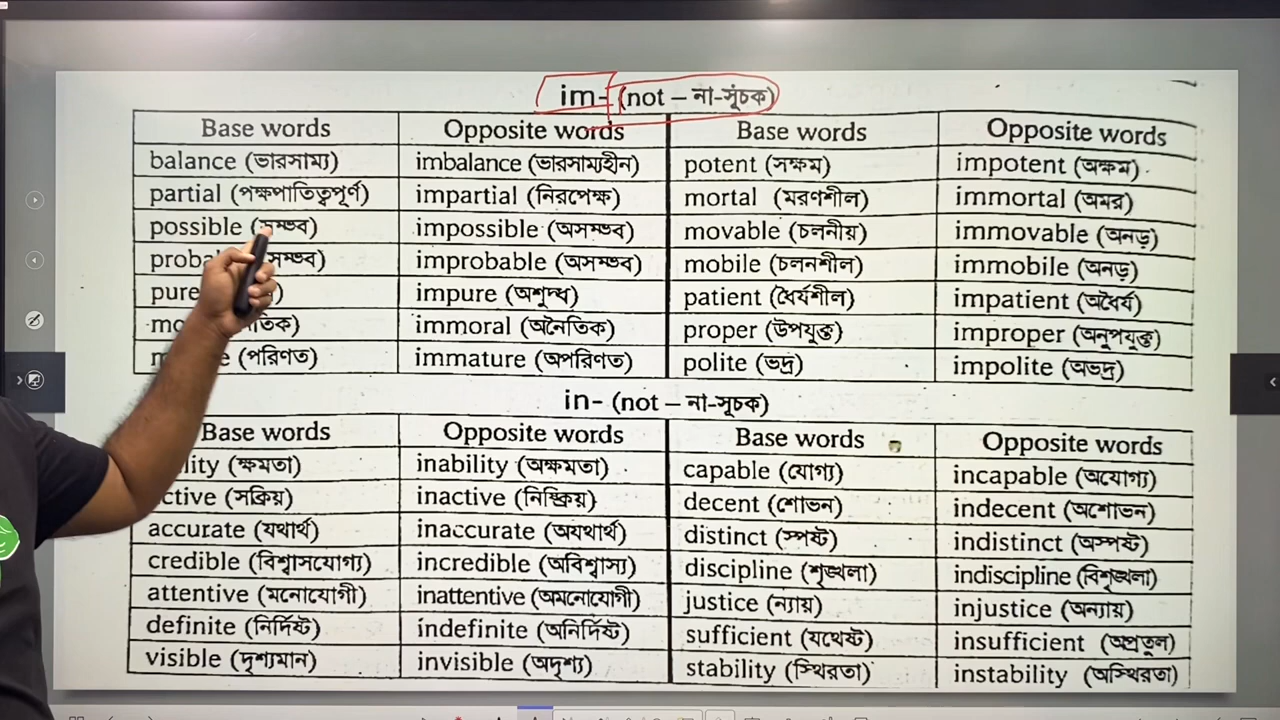 im- (not – না-সূচক)
Base words Opposite words Base words Opposite words
balance (ভারসাম্য) imbalance (ভারসাম্যহীন) potent (সক্ষম) impotent (অক্ষম)
partial (পক্ষপাতিত্বপূর্ণ) impartial (নিরপেক্ষ) mortal (মরণশীল) immortal (অমর)
possible (সম্ভব) impossible (অসম্ভব) movable (চলনীয়) immovable (অনড়)
impro­bable (অসম্ভব) mobile (চলনশীল) immobile (অনড়)
pure impure (অশুদ্ধ) patient (ধৈর্যশীল) impatient (অধৈর্য)
immoral (অনৈতিক) proper (উপযুক্ত) improper (অনুপযুক্ত)
(পরিণত) immature (অপরিণত) polite (ভদ্র) impolite (অভদ্র)
in- (not – না-সূচক)
Base words Opposite words Base words Opposite words
(ক্ষমতা) inability (অক্ষমতা) capable (যোগ্য) incapable (অযোগ্য)
(সক্রিয়) inactive (নিষ্ক্রিয়) decent (শোভন) indecent (অশোভন)
accurate (যথার্থ) inaccurate (অযথার্থ) distinct (স্পষ্ট) indistinct (অস্পষ্ট)
credible (বিশ্বাসযোগ্য) incredible (অবিশ্বাস্য) discipline (শৃঙ্খলা) indiscipline (বিশৃঙ্খলা)
attentive (মনোযোগী) inattentive (অমনোযোগী) justice (ন্যায়) injustice (অন্যায়)
definite (নির্দিষ্ট) indefinite (অনির্দিষ্ট) sufficient (যথেষ্ট) insufficient (অপ্রতুল)
visible (দৃশ্যমান) invisible (অদৃশ্য) stability (স্থিরতা) instability (অস্থিরতা)